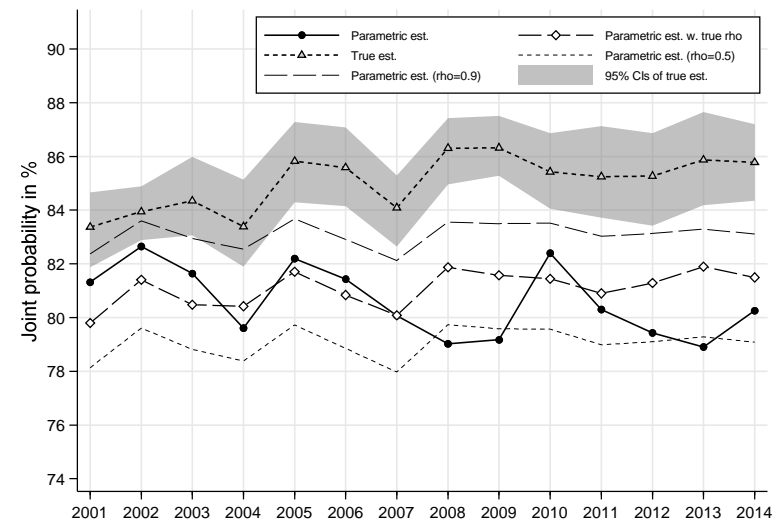 Parametric est.
Parametric est. w. true rho
True est.
Parametric est. (rho=0.5)
Parametric est. (rho=0.9)
95% CIs of true est.
Joint probability in %
90
88
86
84
82
80
78
76
74
2001 2002 2003 2004 2005 2006 2007 2008 2009 2010 2011 2012 2013 2014